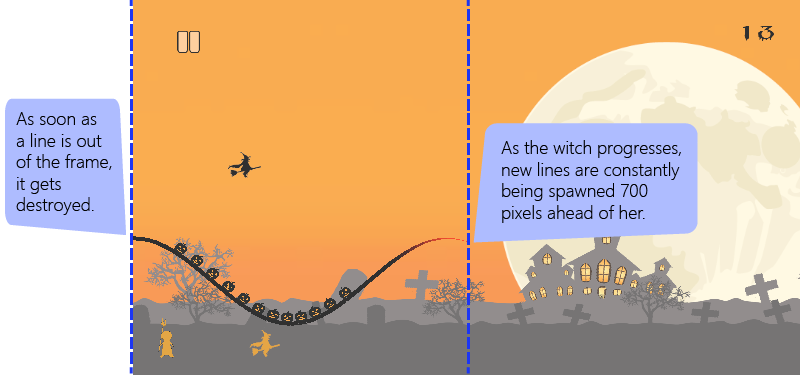 13
As soon as
a line is out
of the frame,
it gets
destroyed.
As the witch progresses,
new lines are constantly
being spawned 700
pixels ahead of her.